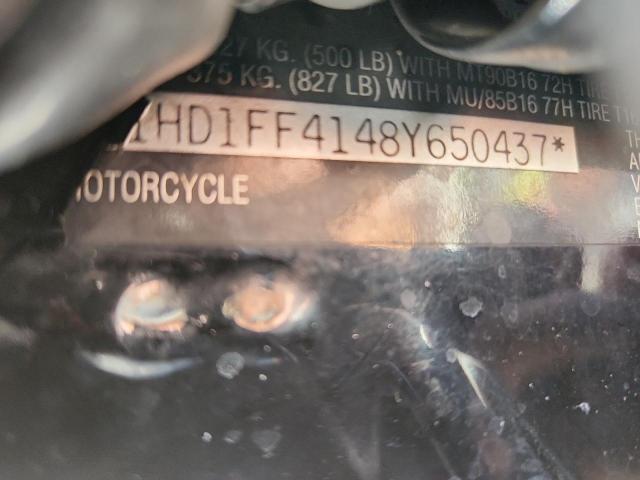 27 KG. (500 LB) WITH MT90B16 72H TIRE
375 KG. (827 LB) WITH MU/85B16 77H TIRE
1HD1FF4148Y650437*
MOTORCYCLE